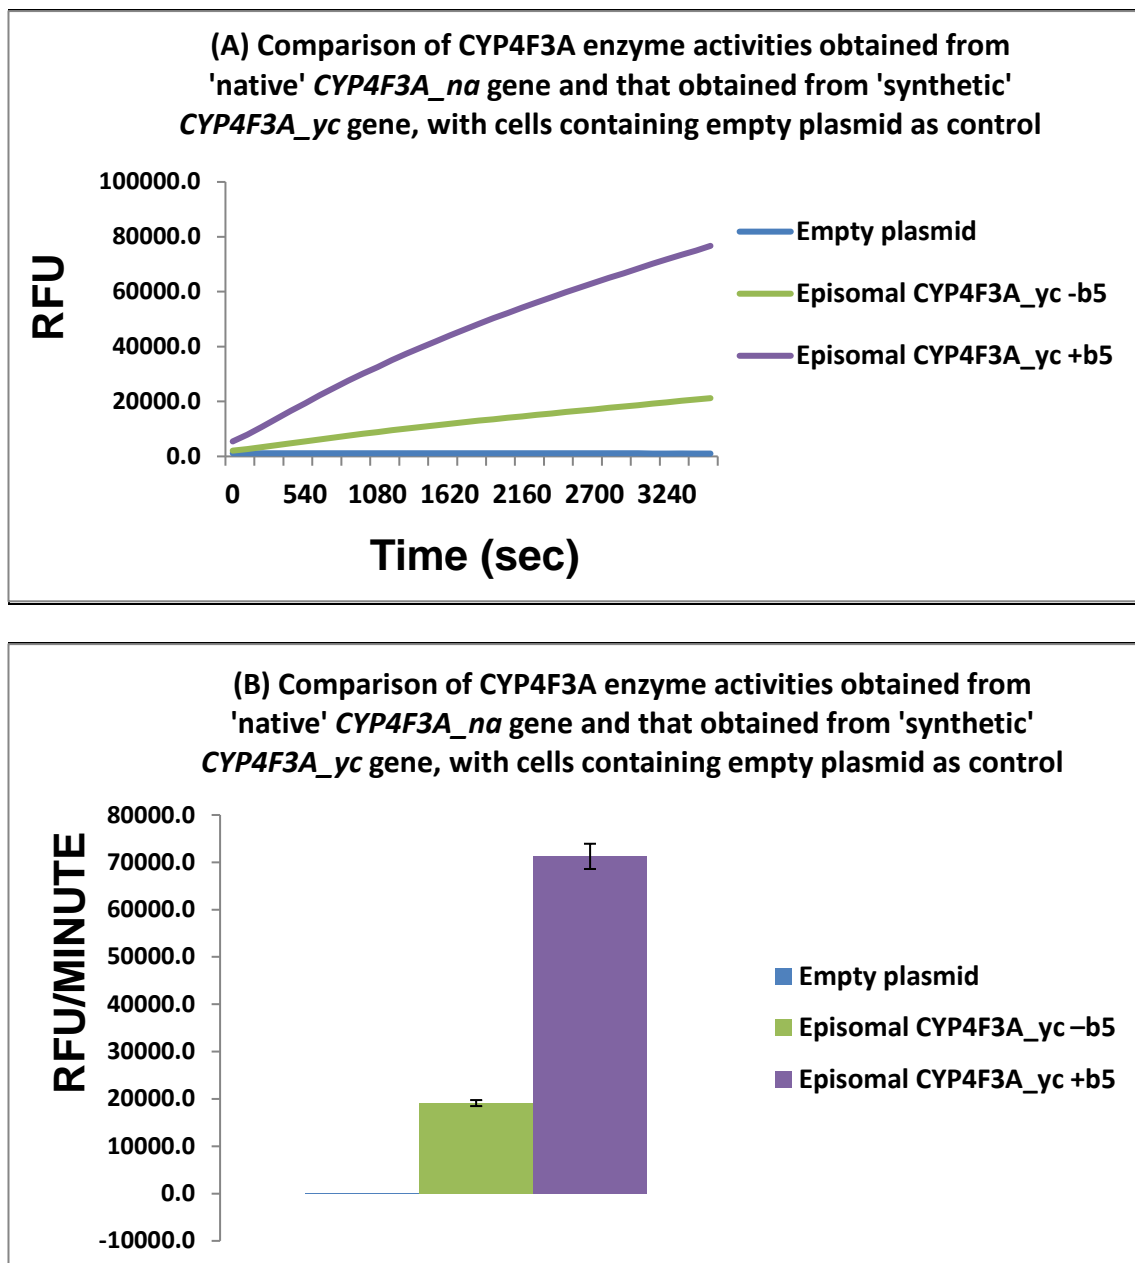 (A) Comparison of CYP4F3A enzyme activities obtained from
'native' CYP4F3A_na gene and that obtained from 'synthetic'
CYP4F3A_yc gene, with cells containing empty plasmid as control
100000.0
80000.0
60000.0
40000.0
20000.0
0.0
RFU
0 540 1080 1620 2160 2700 3240
Time (sec)
Empty plasmid
Episomal CYP4F3A_yc -b5
Episomal CYP4F3A_yc +b5
(B) Comparison of CYP4F3A enzyme activities obtained from
'native' CYP4F3A_na gene and that obtained from 'synthetic'
CYP4F3A_yc gene, with cells containing empty plasmid as control
80000.0
70000.0
60000.0
50000.0
40000.0
30000.0
20000.0
10000.0
0.0
-10000.0
RFU/MINUTE
Empty plasmid
Episomal CYP4F3A_yc –b5
Episomal CYP4F3A_yc +b5